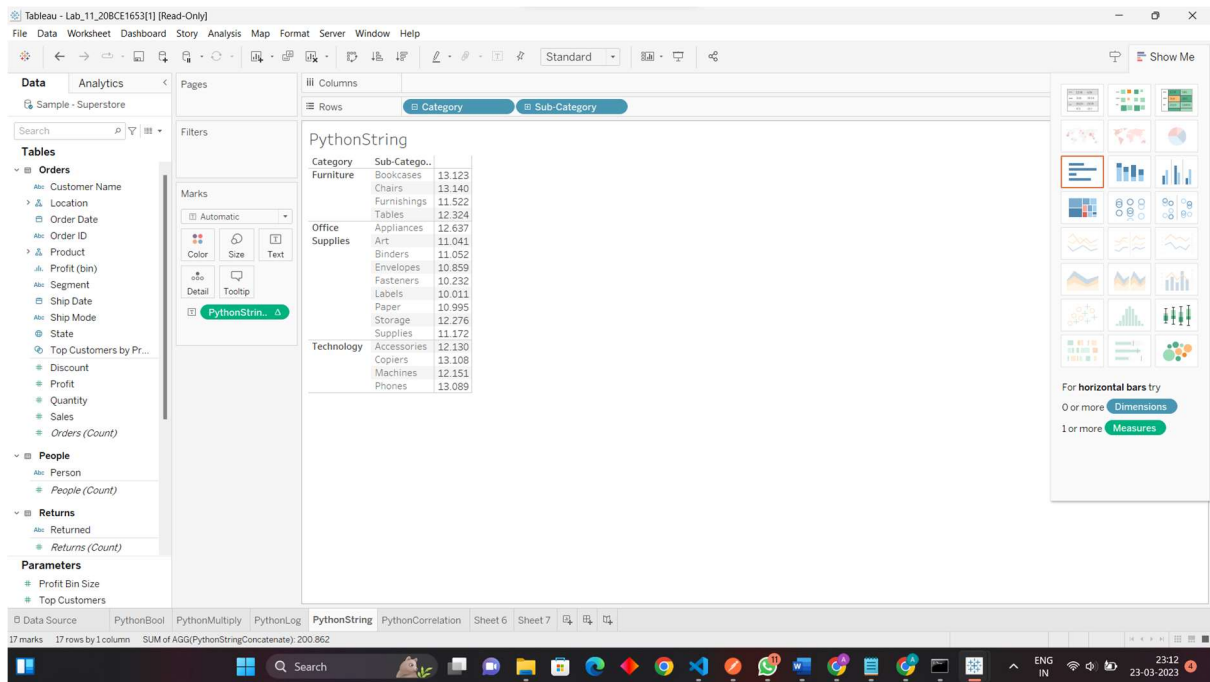 Tableau - Lab_11_20BCE1653[1] [Read-Only]
File Data Worksheet Dashboard Story Analysis Map Format Server Window Help
Standard
Show Me
Data Analytics
Sample - Superstore
Search
Tables
Orders
Abc Customer Name
Location
Order Date
Abc Order ID
Product
Profit (bin)
Abc Segment
Ship Date
Abc Ship Mode
State
Top Customers by Pr...
# Discount
# Profit
# Quantity
# Sales
# Orders (Count)
People
Abc Person
# People (Count)
Returns
Abc Returned
# Returns (Count)
Parameters
# Profit Bin Size
# Top Customers
Pages
Filters
Marks
Automatic
Color Size Text
Detail Tooltip
PythonStrin.. Δ
iii Columns
Rows Category Sub-Category
PythonString
Category Sub-Catego..
Furniture Bookcases 13.123
Chairs 13.140
Furnishings 11.522
Tables 12.324
Office Appliances 12.637
Supplies Art 11.041
Binders 11.052
Envelopes 10.859
Fasteners 10.232
Labels 10.011
Paper 10.995
Storage 12.276
Supplies 11.172
Technology Accessories 12.130
Copiers 13.108
Machines 12.151
Phones 13.089
For horizontal bars try
0 or more Dimensions
1 or more Measures
Data Source PythonBool PythonMultiply PythonLog PythonString PythonCorrelation Sheet 6 Sheet 7
17 marks 17 rows by 1 column SUM of AGG(PythonStringConcatenate): 200.862
Search
11
ENG
IN
23:12
23-03-2023
4